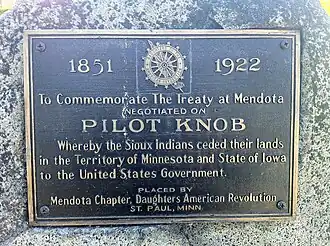 1851 1922
To Commemorate The Treaty at Mendota
NEGOTIATED ON
PILOT KNOB
Whereby the Sioux Indians ceded their lands
in the Territory of Minnesota and State of Iowa
to the United States Government.
PLACED BY
Mendota Chapter, Daughters American Revolution
ST. PAUL, MINN.